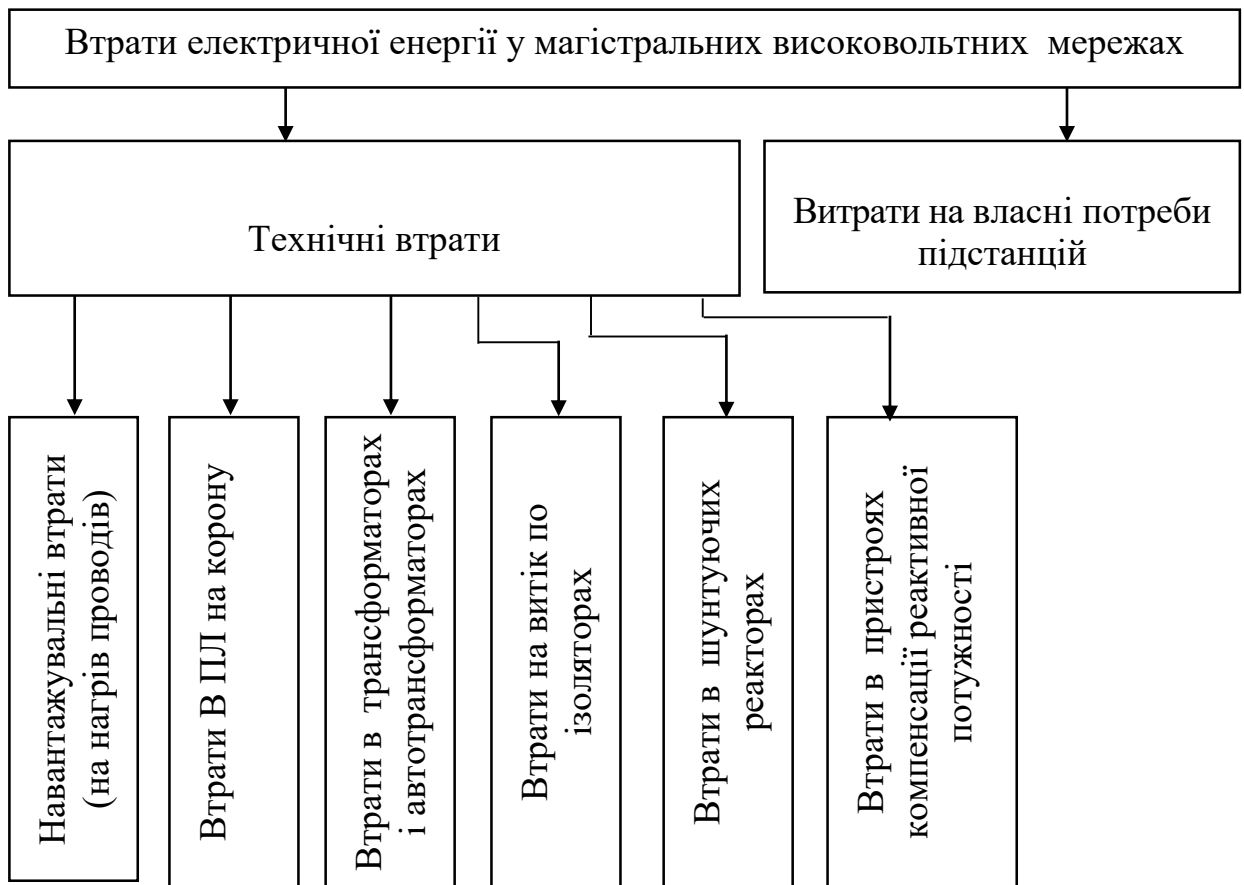 Втрати електричної енергії у магістральних високовольтних мережах
Технічні втрати
Витрати на власні потреби
підстанцій
Навантажувальні втрати
(на нагрів проводів)
Втрати В ПЛ на корону
Втрати в трансформаторах
і автотрансформаторах
Втрати на витік по
ізоляторах
Втрати в шунтуючих
реакторах
Втрати в пристроях
компенсації реактивної
потужності